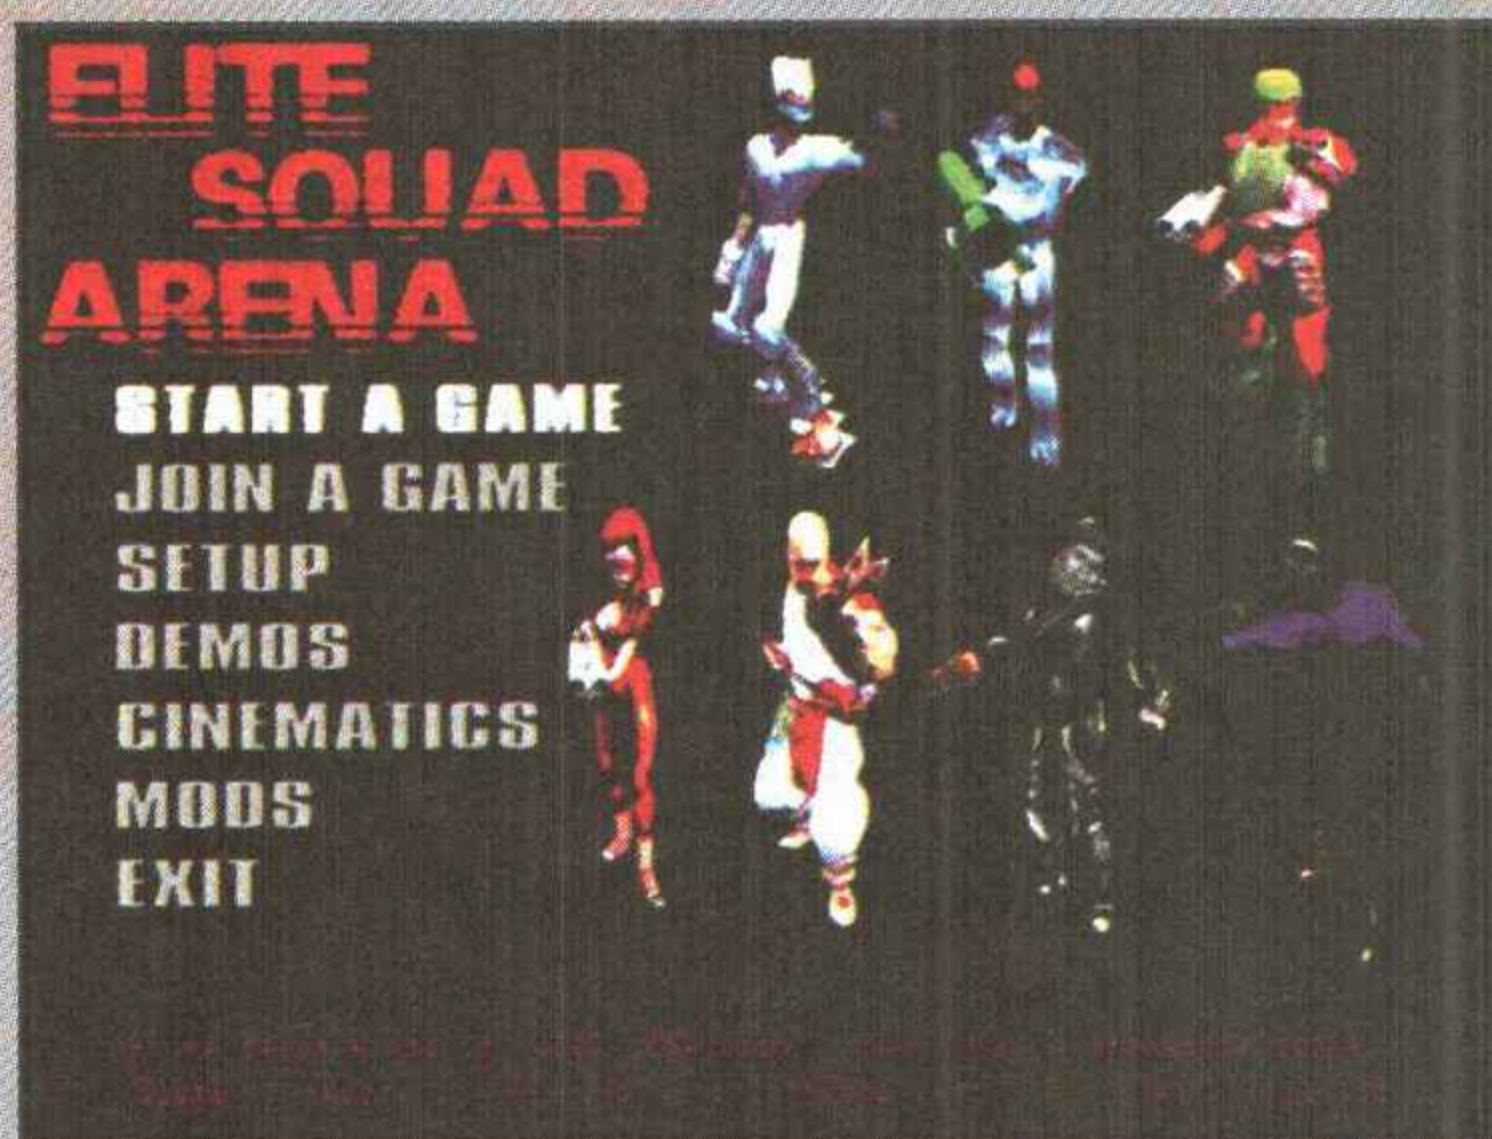 ELITE
SQUAD
ARENA
START A GAME
JOIN A GAME
SETUP
DEMOS
CINEMATICS
MODS
EXIT